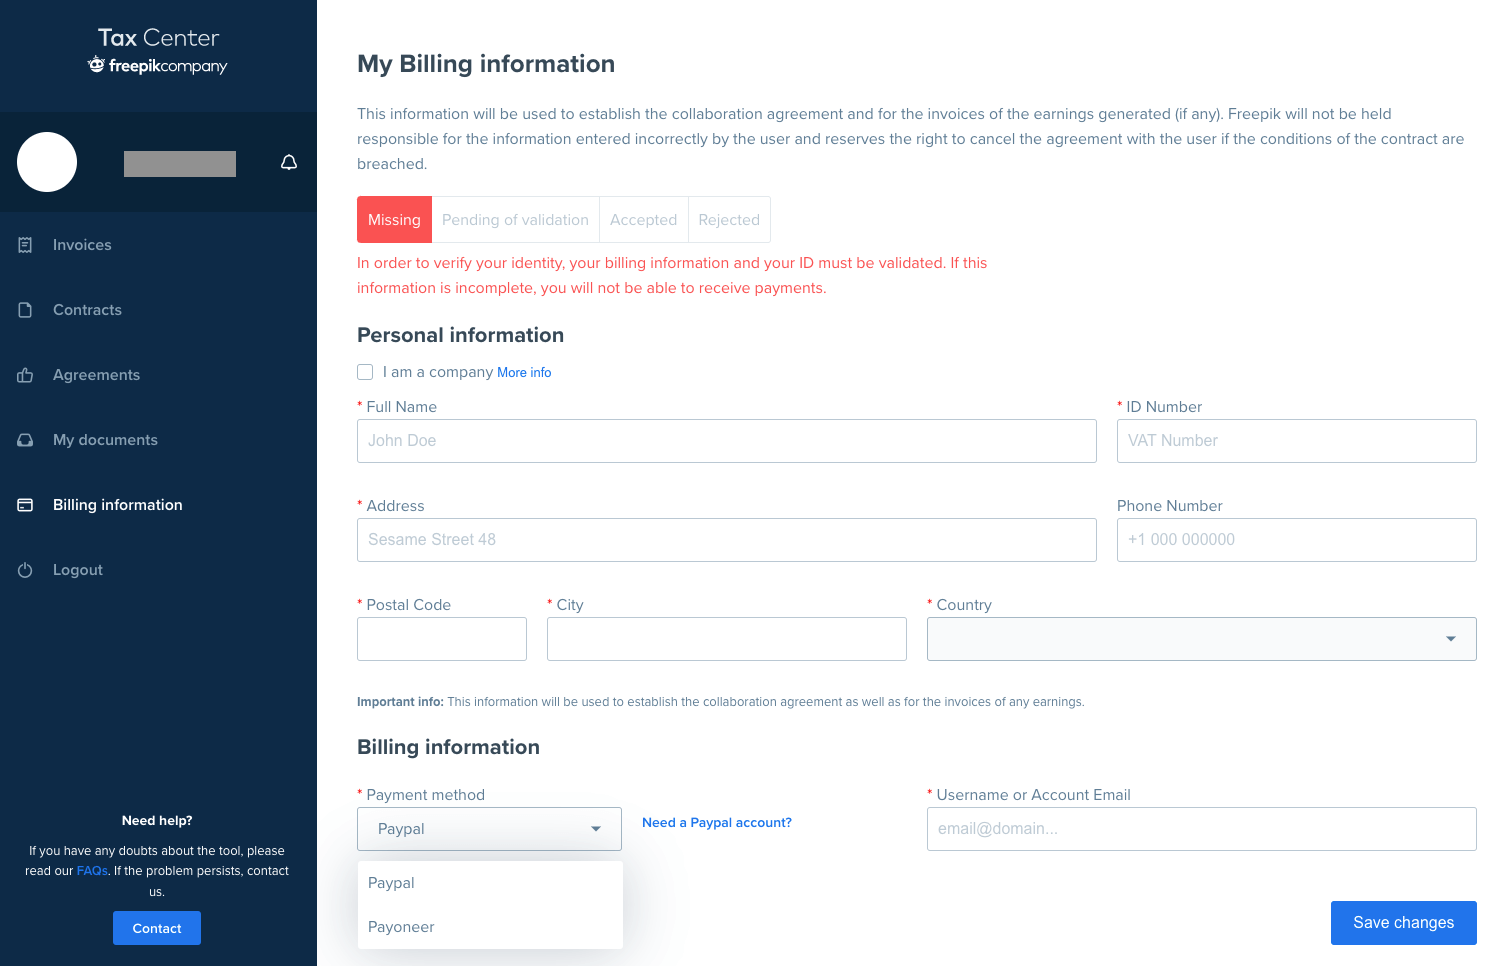 Tax Center
freepikcompany
Invoices
Contracts
Agreements
My documents
Billing information
Logout
Need help?
If you have any doubts about the tool, please
read our FAQs. If the problem persists, contact
us.
Contact
My Billing information
This information will be used to establish the collaboration agreement and for the invoices of the earnings generated (if any). Freepik will not be held
responsible for the information entered incorrectly by the user and reserves the right to cancel the agreement with the user if the conditions of the contract are
breached.
Missing Pending of validation Accepted Rejected
In order to verify your identity, your billing information and your ID must be validated. If this
information is incomplete, you will not be able to receive payments.
Personal information
I am a company More info
* Full Name * ID Number
John Doe VAT Number
* Address Phone Number
Sesame Street 48 +1 000 000000
* Postal Code * City * Country
Important info: This information will be used to establish the collaboration agreement as well as for the invoices of any earnings.
Billing information
* Payment method * Username or Account Email
Paypal Need a Paypal account? email@domain...
Paypal
Payoneer
Save changes